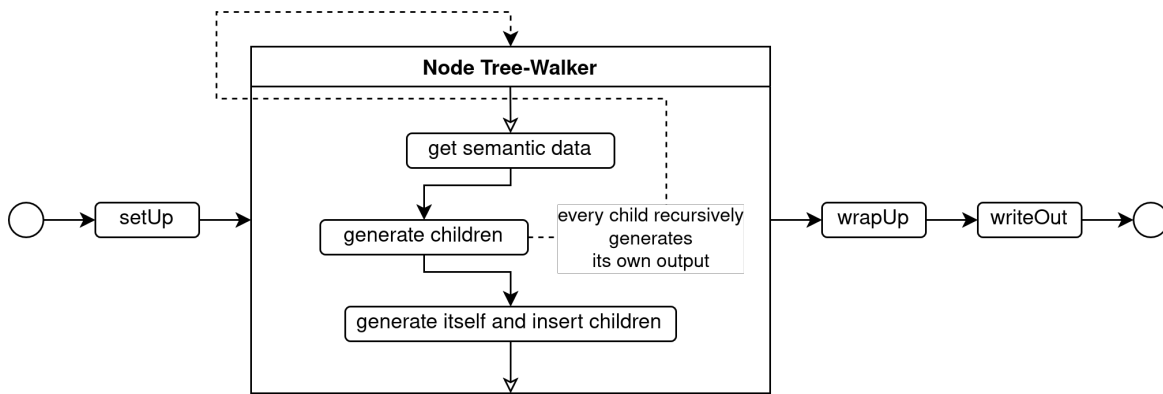 Node Tree-Walker
get semantic data
setUp
generate children
every child recursively
generates
its own output
generate itself and insert children
wrapUp
writeOut